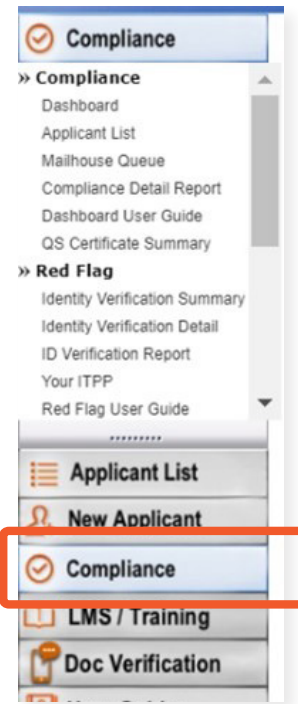 Compliance
» Compliance
Dashboard
Applicant List
Mailhouse Queue
Compliance Detail Report
Dashboard User Guide
QS Certificate Summary
» Red Flag
Identity Verification Summary
Identity Verification Detail
ID Verification Report
Your ITPP
Red Flag User Guide
Applicant List
New Applicant
Compliance
LMS / Training
Doc Verification